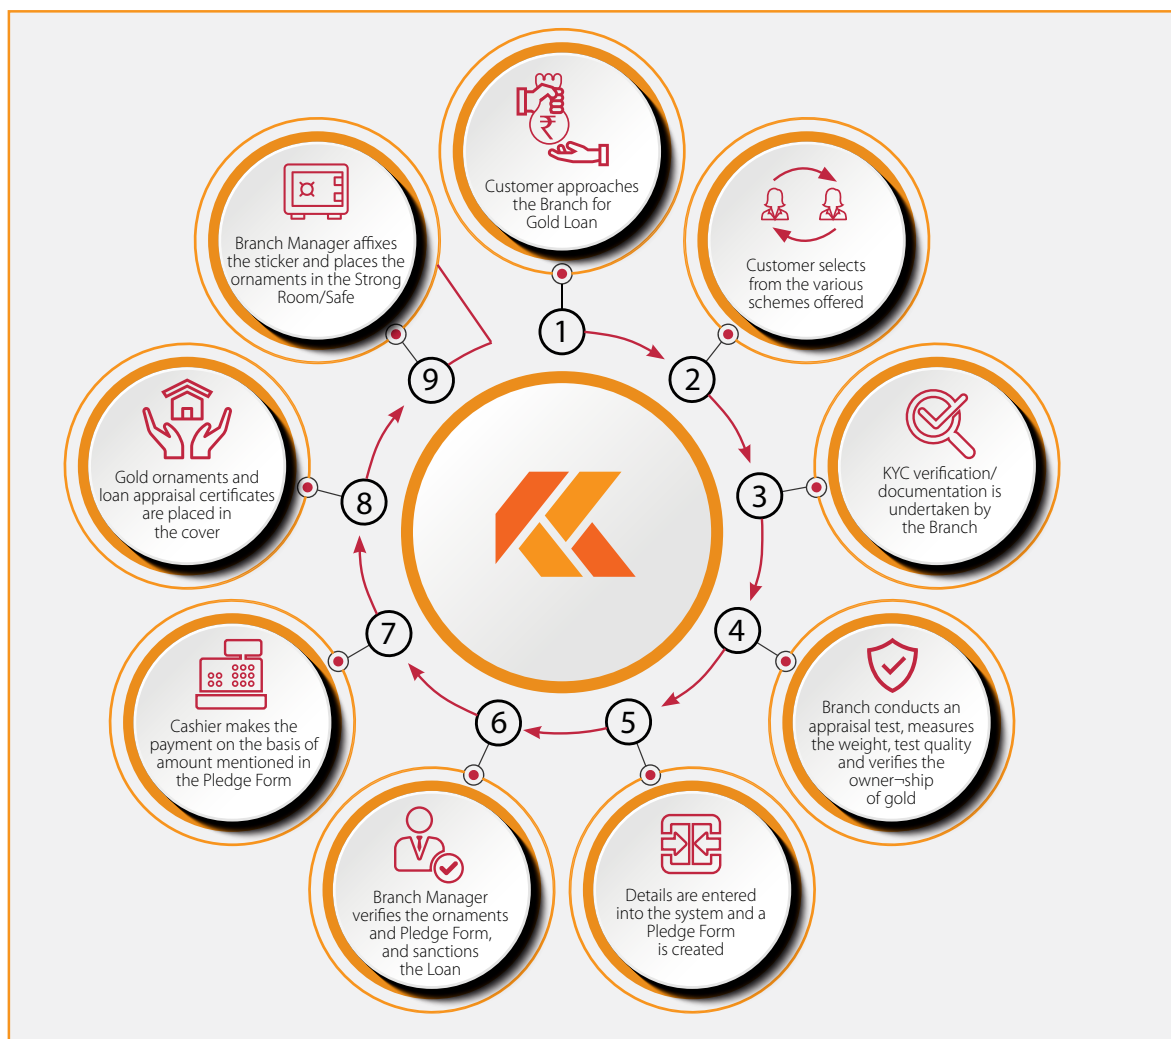 ₹
Customer approaches
the Branch for
Gold Loan
1
Customer selects
from the various
schemes offered
2
KYC verification/
documentation is
undertaken by
the Branch
3
Branch conducts an
appraisal test, measures
the weight, test quality
and verifies the
owner¬ship
of gold
4
Details are entered
into the system and a
Pledge Form
is created
5
Branch Manager
verifies the ornaments
and Pledge Form,
and sanctions
the Loan
6
Cashier makes the
payment on the basis of
amount mentioned in
the Pledge Form
7
Gold ornaments and
loan appraisal certificates
are placed in
the cover
8
Branch Manager affixes
the sticker and places the
ornaments in the Strong
Room/Safe
9